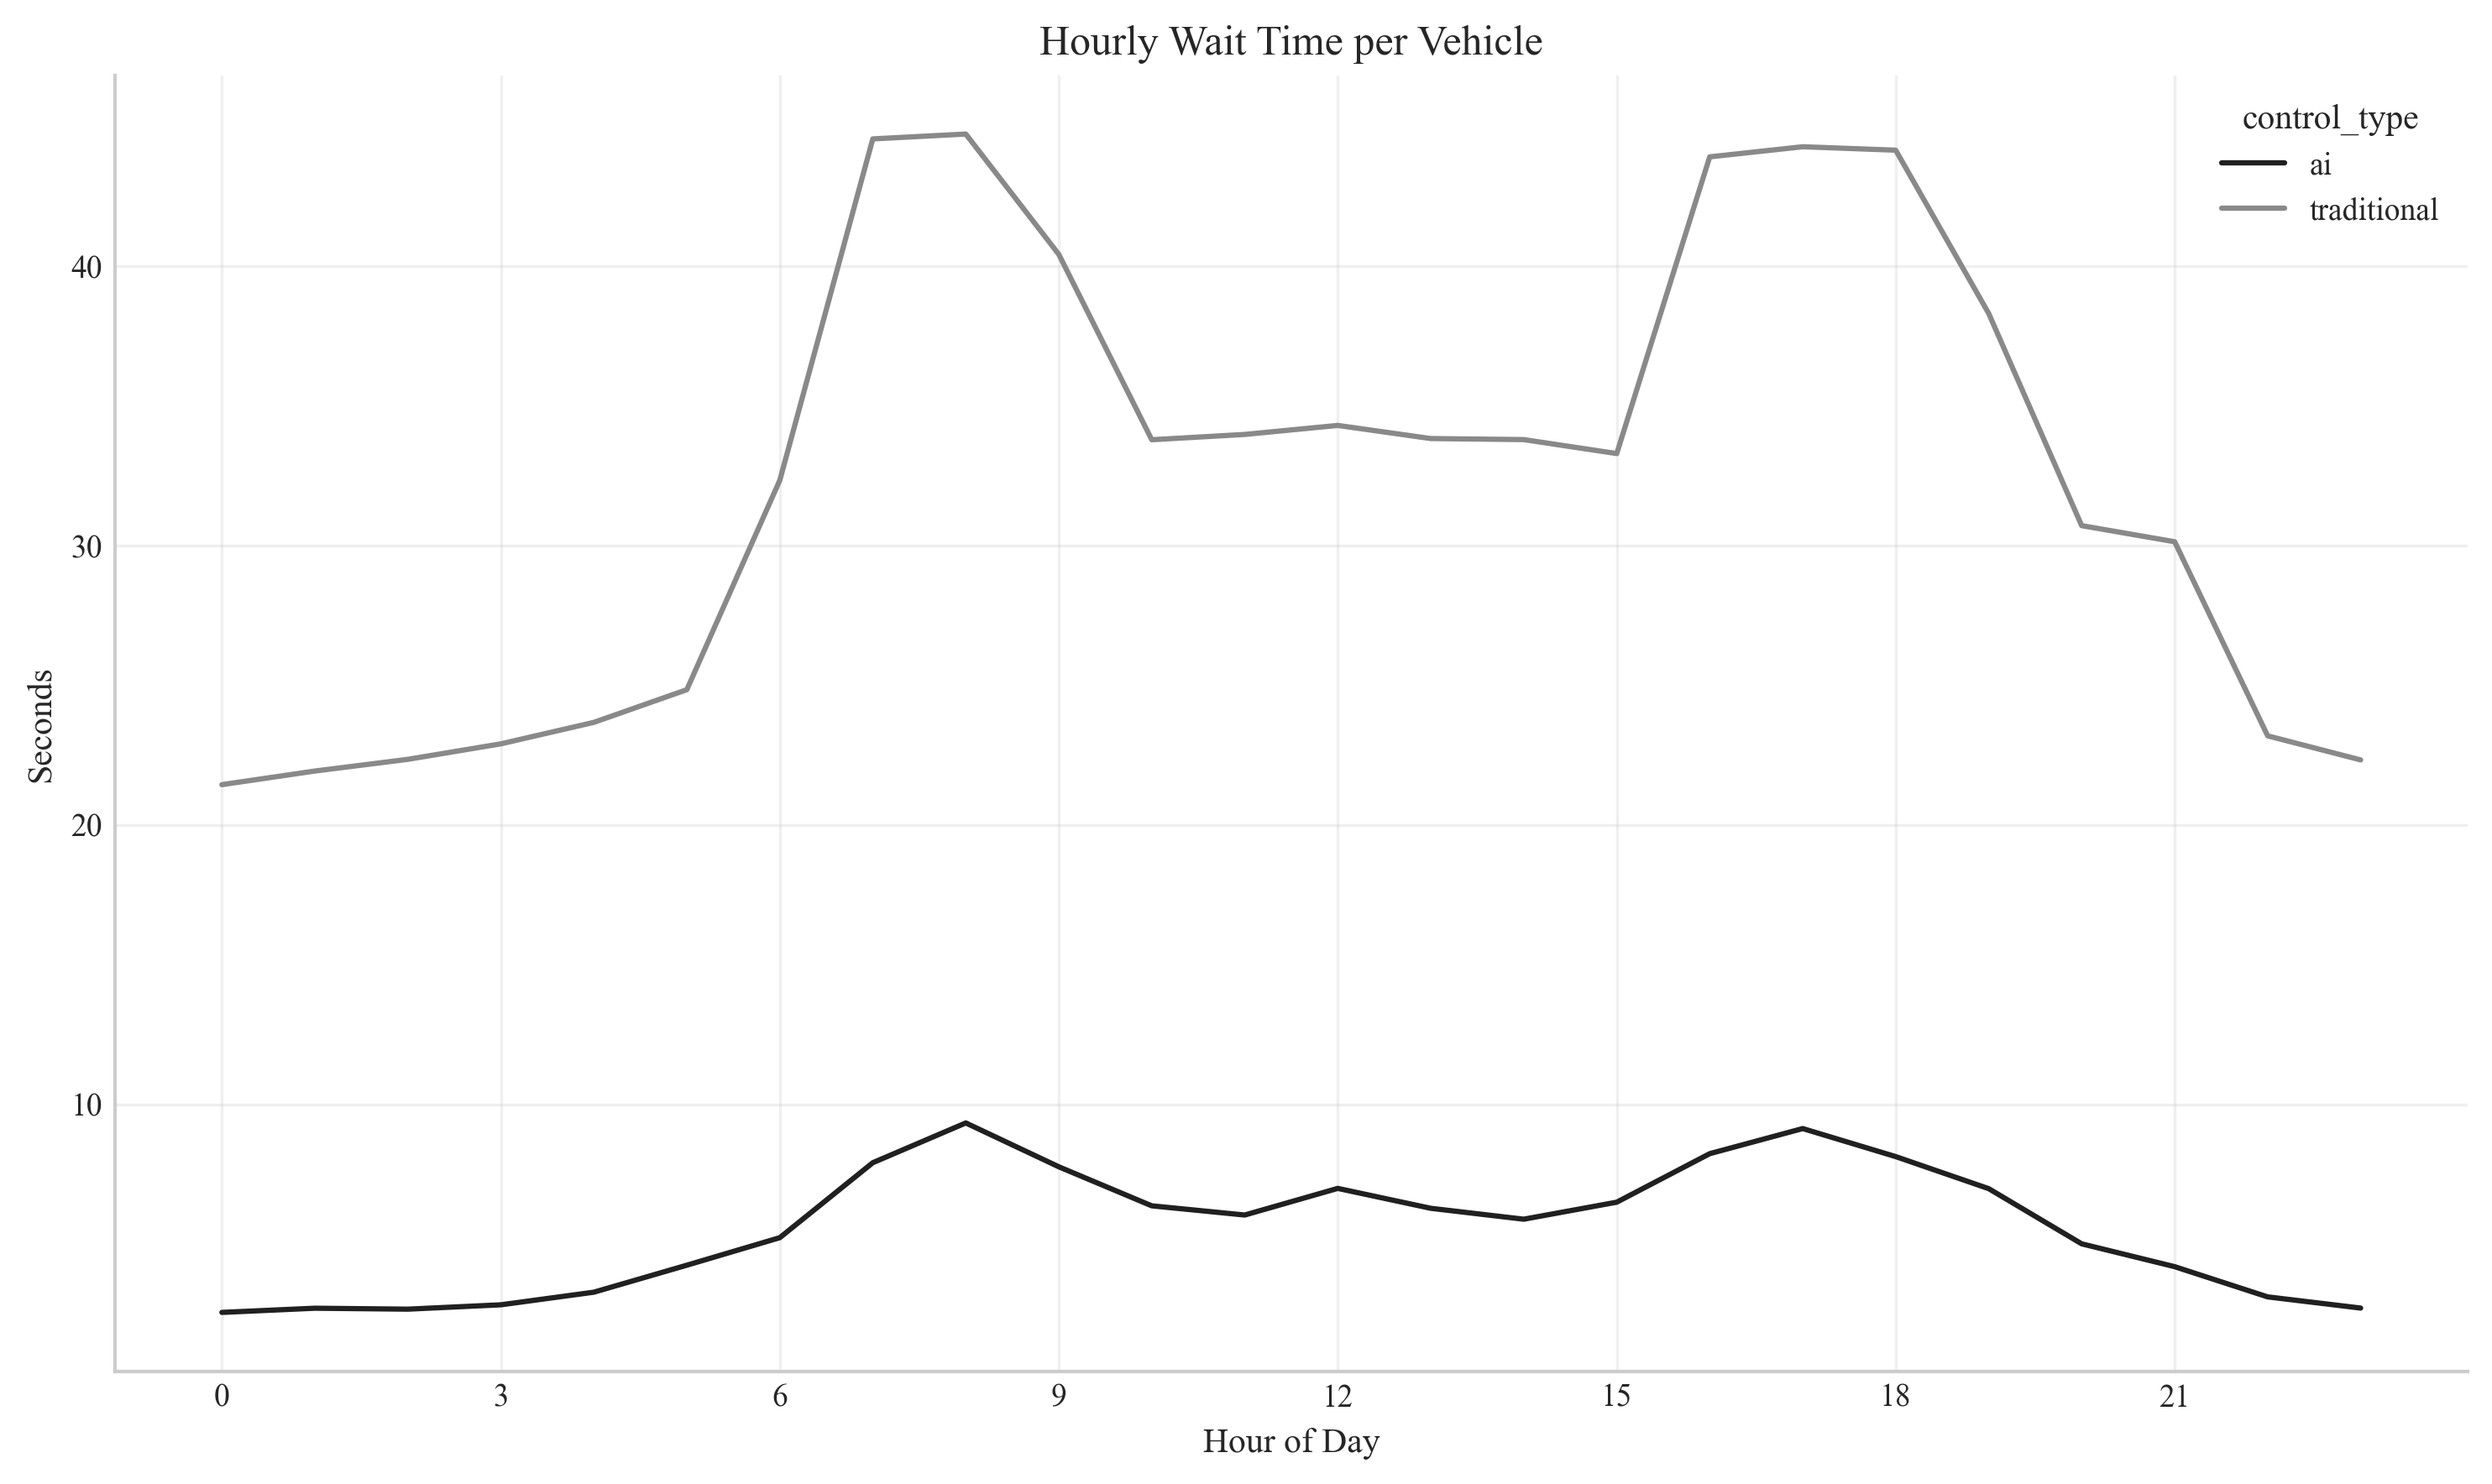 Hourly Wait Time per Vehicle
control_type
ai
traditional
40
30
20
10
Seconds
0 3 6 9 12 15 18 21
Hour of Day